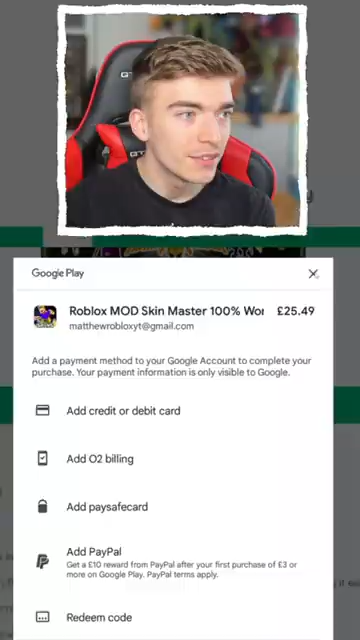 Google Play
Roblox MOD Skin Master 100% Wor £25.49
matthewrobloxyt@gmail.com
Add a payment method to your Google Account to complete your
purchase. Your payment information is only visible to Google.
Add credit or debit card
Add O2 billing
Add paysafecard
Add PayPal
Get a £10 reward from PayPal after your first purchase of £3 or
more on Google Play. PayPal terms apply.
Redeem code